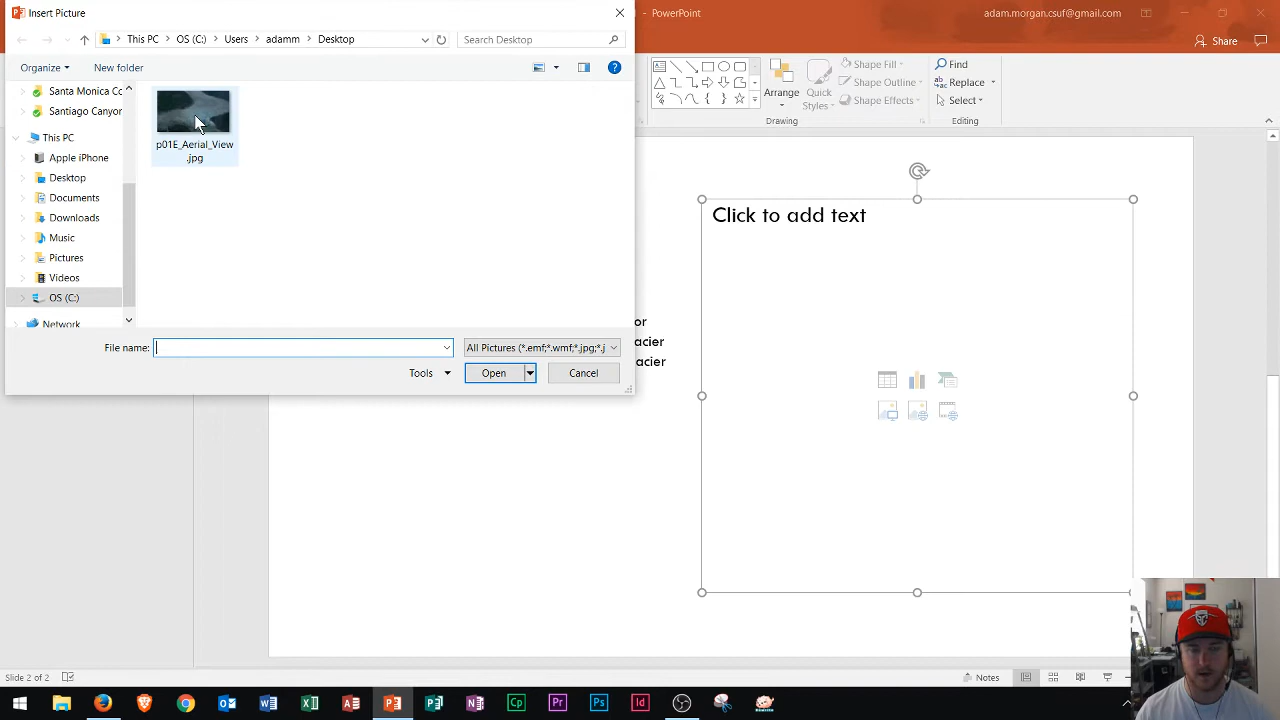 Insert Picture
PowerPoint
adam.morgan.csuf@gmail.com
This PC > OS (C:) > Users > adamm > Desktop
Search Desktop
Share
Organize
New folder
Shape Fill
Shape Outline
Shape Effects
Arrange
Quick
Styles
Find
Replace
Select
Drawing
Editing
Santa Monica Co
Santiago Canyor
This PC
Apple iPhone
Desktop
Documents
Downloads
Music
Pictures
Videos
OS (C:)
Network
p01E_Aerial_View
.jpg
File name:
All Pictures (*.emf;*.wmf;*.jpg;*.j
Tools
Open
Cancel
Click to add text
or
acier
acier
Slide 2 of 2
Notes